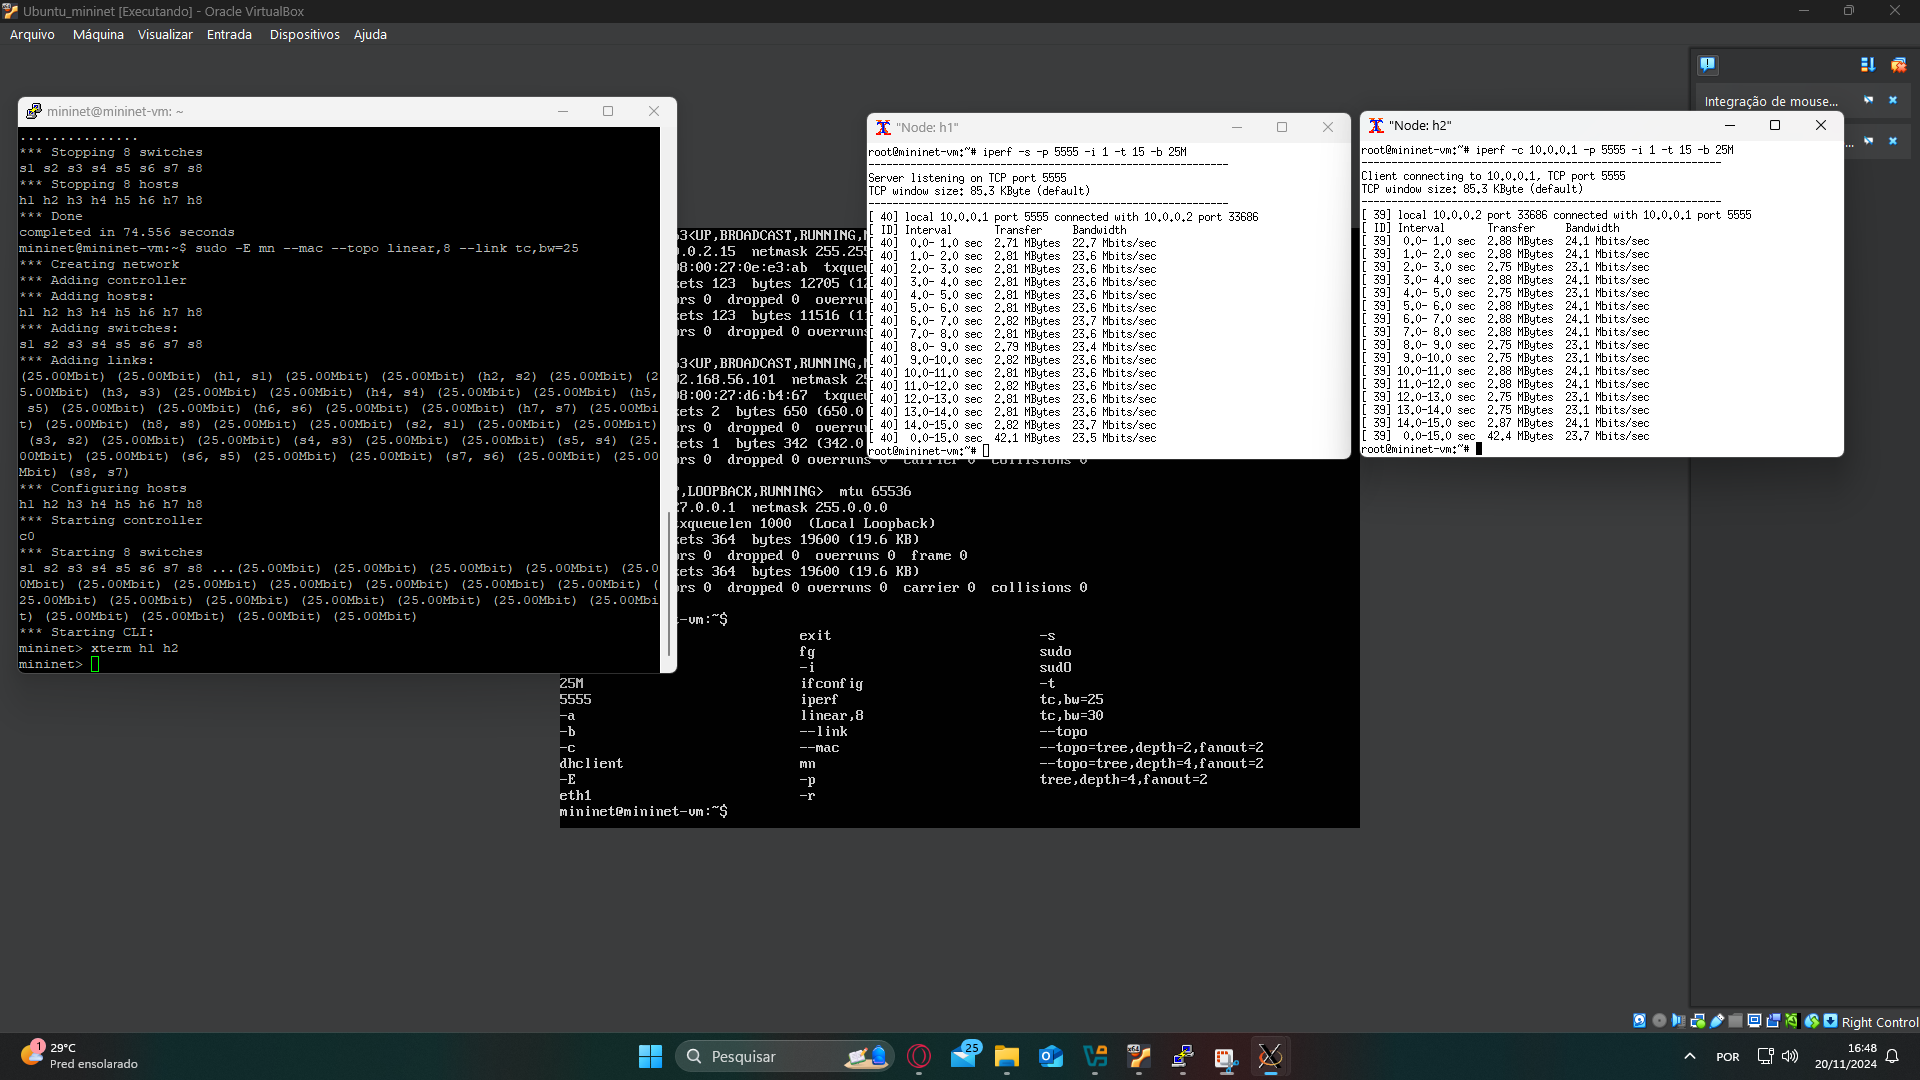 Ubuntu_mininet [Executando] - Oracle VirtualBox
Arquivo Máquina Visualizar Entrada Dispositivos Ajuda
Integração de mouse...
...
mininet@mininet-vm: ~
...............
*** Stopping 8 switches
s1 s2 s3 s4 s5 s6 s7 s8
*** Stopping 8 hosts
h1 h2 h3 h4 h5 h6 h7 h8
*** Done
completed in 74.556 seconds
mininet@mininet-vm:~$ sudo -E mn --mac --topo linear,8 --link tc,bw=25
*** Creating network
*** Adding controller
*** Adding hosts:
h1 h2 h3 h4 h5 h6 h7 h8
*** Adding switches:
s1 s2 s3 s4 s5 s6 s7 s8
*** Adding links:
(25.00Mbit) (25.00Mbit) (h1, s1) (25.00Mbit) (25.00Mbit) (h2, s2) (25.00Mbit) (2
5.00Mbit) (h3, s3) (25.00Mbit) (25.00Mbit) (h4, s4) (25.00Mbit) (25.00Mbit) (h5,
 s5) (25.00Mbit) (25.00Mbit) (h6, s6) (25.00Mbit) (25.00Mbit) (h7, s7) (25.00Mbi
t) (25.00Mbit) (h8, s8) (25.00Mbit) (25.00Mbit) (s2, s1) (25.00Mbit) (25.00Mbit)
 (s3, s2) (25.00Mbit) (25.00Mbit) (s4, s3) (25.00Mbit) (25.00Mbit) (s5, s4) (25.
00Mbit) (25.00Mbit) (s6, s5) (25.00Mbit) (25.00Mbit) (s7, s6) (25.00Mbit) (25.00
Mbit) (s8, s7)
*** Configuring hosts
h1 h2 h3 h4 h5 h6 h7 h8
*** Starting controller
c0
*** Starting 8 switches
s1 s2 s3 s4 s5 s6 s7 s8 ...(25.00Mbit) (25.00Mbit) (25.00Mbit) (25.00Mbit) (25.0
0Mbit) (25.00Mbit) (25.00Mbit) (25.00Mbit) (25.00Mbit) (25.00Mbit) (25.00Mbit) (
25.00Mbit) (25.00Mbit) (25.00Mbit) (25.00Mbit) (25.00Mbit) (25.00Mbit) (25.00Mbi
t) (25.00Mbit) (25.00Mbit) (25.00Mbit) (25.00Mbit)
*** Starting CLI:
mininet> xterm h1 h2
mininet>
"Node: h1"
root@mininet-vm:~# iperf -s -p 5555 -i 1 -t 15 -b 25M
------------------------------------------------------------
Server listening on TCP port 5555
TCP window size: 85.3 KByte (default)
------------------------------------------------------------
[ 40] local 10.0.0.1 port 5555 connected with 10.0.0.2 port 33686
[ ID] Interval Transfer Bandwidth
[ 40] 0.0- 1.0 sec 2.71 MBytes 22.7 Mbits/sec
[ 40] 1.0- 2.0 sec 2.81 MBytes 23.6 Mbits/sec
[ 40] 2.0- 3.0 sec 2.81 MBytes 23.6 Mbits/sec
[ 40] 3.0- 4.0 sec 2.81 MBytes 23.6 Mbits/sec
[ 40] 4.0- 5.0 sec 2.81 MBytes 23.6 Mbits/sec
[ 40] 5.0- 6.0 sec 2.81 MBytes 23.6 Mbits/sec
[ 40] 6.0- 7.0 sec 2.82 MBytes 23.7 Mbits/sec
[ 40] 7.0- 8.0 sec 2.81 MBytes 23.6 Mbits/sec
[ 40] 8.0- 9.0 sec 2.79 MBytes 23.4 Mbits/sec
[ 40] 9.0-10.0 sec 2.82 MBytes 23.6 Mbits/sec
[ 40] 10.0-11.0 sec 2.81 MBytes 23.6 Mbits/sec
[ 40] 11.0-12.0 sec 2.82 MBytes 23.6 Mbits/sec
[ 40] 12.0-13.0 sec 2.81 MBytes 23.6 Mbits/sec
[ 40] 13.0-14.0 sec 2.81 MBytes 23.6 Mbits/sec
[ 40] 14.0-15.0 sec 2.82 MBytes 23.7 Mbits/sec
[ 40] 0.0-15.0 sec 42.1 MBytes 23.5 Mbits/sec
root@mininet-vm:~#
"Node: h2"
root@mininet-vm:~# iperf -c 10.0.0.1 -p 5555 -i 1 -t 15 -b 25M
------------------------------------------------------------
Client connecting to 10.0.0.1, TCP port 5555
TCP window size: 85.3 KByte (default)
------------------------------------------------------------
[ 39] local 10.0.0.2 port 33686 connected with 10.0.0.1 port 5555
[ ID] Interval Transfer Bandwidth
[ 39] 0.0- 1.0 sec 2.88 MBytes 24.1 Mbits/sec
[ 39] 1.0- 2.0 sec 2.88 MBytes 24.1 Mbits/sec
[ 39] 2.0- 3.0 sec 2.75 MBytes 23.1 Mbits/sec
[ 39] 3.0- 4.0 sec 2.88 MBytes 24.1 Mbits/sec
[ 39] 4.0- 5.0 sec 2.75 MBytes 23.1 Mbits/sec
[ 39] 5.0- 6.0 sec 2.88 MBytes 24.1 Mbits/sec
[ 39] 6.0- 7.0 sec 2.88 MBytes 24.1 Mbits/sec
[ 39] 7.0- 8.0 sec 2.88 MBytes 24.1 Mbits/sec
[ 39] 8.0- 9.0 sec 2.75 MBytes 23.1 Mbits/sec
[ 39] 9.0-10.0 sec 2.75 MBytes 23.1 Mbits/sec
[ 39] 10.0-11.0 sec 2.88 MBytes 24.1 Mbits/sec
[ 39] 11.0-12.0 sec 2.88 MBytes 24.1 Mbits/sec
[ 39] 12.0-13.0 sec 2.75 MBytes 23.1 Mbits/sec
[ 39] 13.0-14.0 sec 2.75 MBytes 23.1 Mbits/sec
[ 39] 14.0-15.0 sec 2.87 MBytes 24.1 Mbits/sec
[ 39] 0.0-15.0 sec 42.4 MBytes 23.7 Mbits/sec
root@mininet-vm:~#
63<UP,BROADCAST,RUNNING,M
0.0.2.15 netmask 255.255
08:00:27:0e:e3:ab txqueu
kets 123 bytes 12705 (12
ors 0 dropped 0 overruns
kets 123 bytes 11516 (11
ors 0 dropped 0 overruns
63<UP,BROADCAST,RUNNING,M
92.168.56.101 netmask 25
08:00:27:d6:b4:67 txqueu
kets 2 bytes 650 (650.0
ors 0 dropped 0 overruns
kets 1 bytes 342 (342.0
ors 0 dropped 0 overruns 0 carrier 0 collisions 0
P,LOOPBACK,RUNNING> mtu 65536
27.0.0.1 netmask 255.0.0.0
txqueuelen 1000 (Local Loopback)
kets 364 bytes 19600 (19.6 KB)
ors 0 dropped 0 overruns 0 frame 0
kets 364 bytes 19600 (19.6 KB)
ors 0 dropped 0 overruns 0 carrier 0 collisions 0
t-vm:~$
exit -s
fg sudo
-i sudO
25M ifconfig -t
5555 iperf tc,bw=25
-a linear,8 tc,bw=30
-b --link --topo
-c --mac --topo=tree,depth=2,fanout=2
dhclient mn --topo=tree,depth=4,fanout=2
-E -p tree,depth=4,fanout=2
eth1 -r
mininet@mininet-vm:~$
Right Control
1
29°C
Pred ensolarado
Pesquisar
25
POR
16:48
20/11/2024